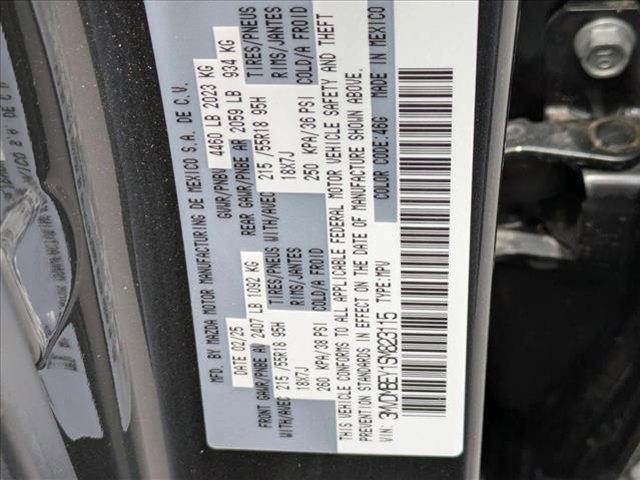 MFD. BY MAZDA MOTOR MANUFACTURING DE MEXICO S.A. DE C.V.
DATE 02/25 GVWR/PNBV 4460 LB 2023 KG
FRONT GAWR/PNBE AV 2407 LB 1092 KG REAR GAWR/PNBE AR 2059 LB 934 KG
WITH/AVEC TIRES/PNEUS WITH/AVEC TIRES/PNEUS
215 /55R18 95H 215 /55R18 95H
RIMS/JANTES RIMS/JANTES
18X7J 18X7J
COLD/A FROID COLD/A FROID
260 KPA/38 PSI 250 KPA/36 PSI
THIS VEHICLE CONFORMS TO ALL APPLICABLE FEDERAL MOTOR VEHICLE SAFETY AND THEFT
PREVENTION STANDARDS IN EFFECT ON THE DATE OF MANUFACTURE SHOWN ABOVE.
COLOR CODE:46G MADE IN MEXICO
VIN: TYPE:MPV